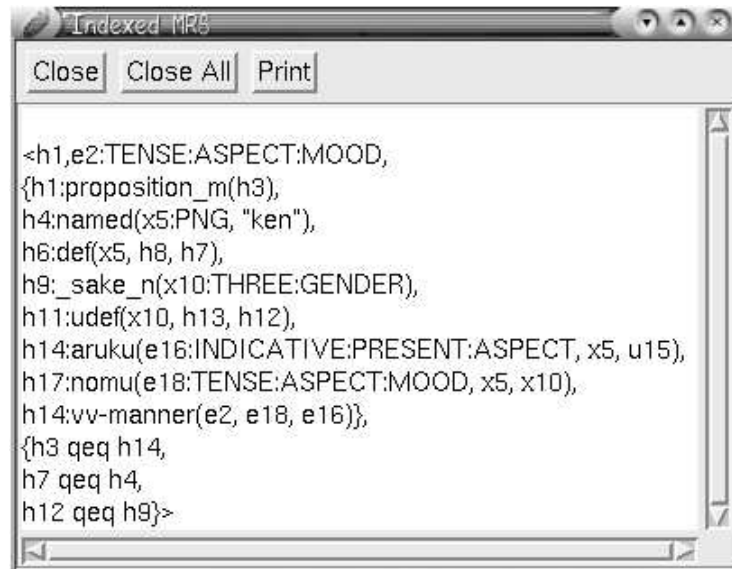 Indexed MRS
Close Close All Print
<h1,e2:TENSE:ASPECT:MOOD,
{h1:proposition_m(h3),
h4:named(x5:PNG, "ken"),
h6:def(x5, h8, h7),
h9:_sake_n(x10:THREE:GENDER),
h11:udef(x10, h13, h12),
h14:aruku(e16:INDICATIVE:PRESENT:ASPECT, x5, u15),
h17:nomu(e18:TENSE:ASPECT:MOOD, x5, x10),
h14:vv-manner(e2, e18, e16)},
{h3 qeq h14,
h7 qeq h4,
h12 qeq h9}>